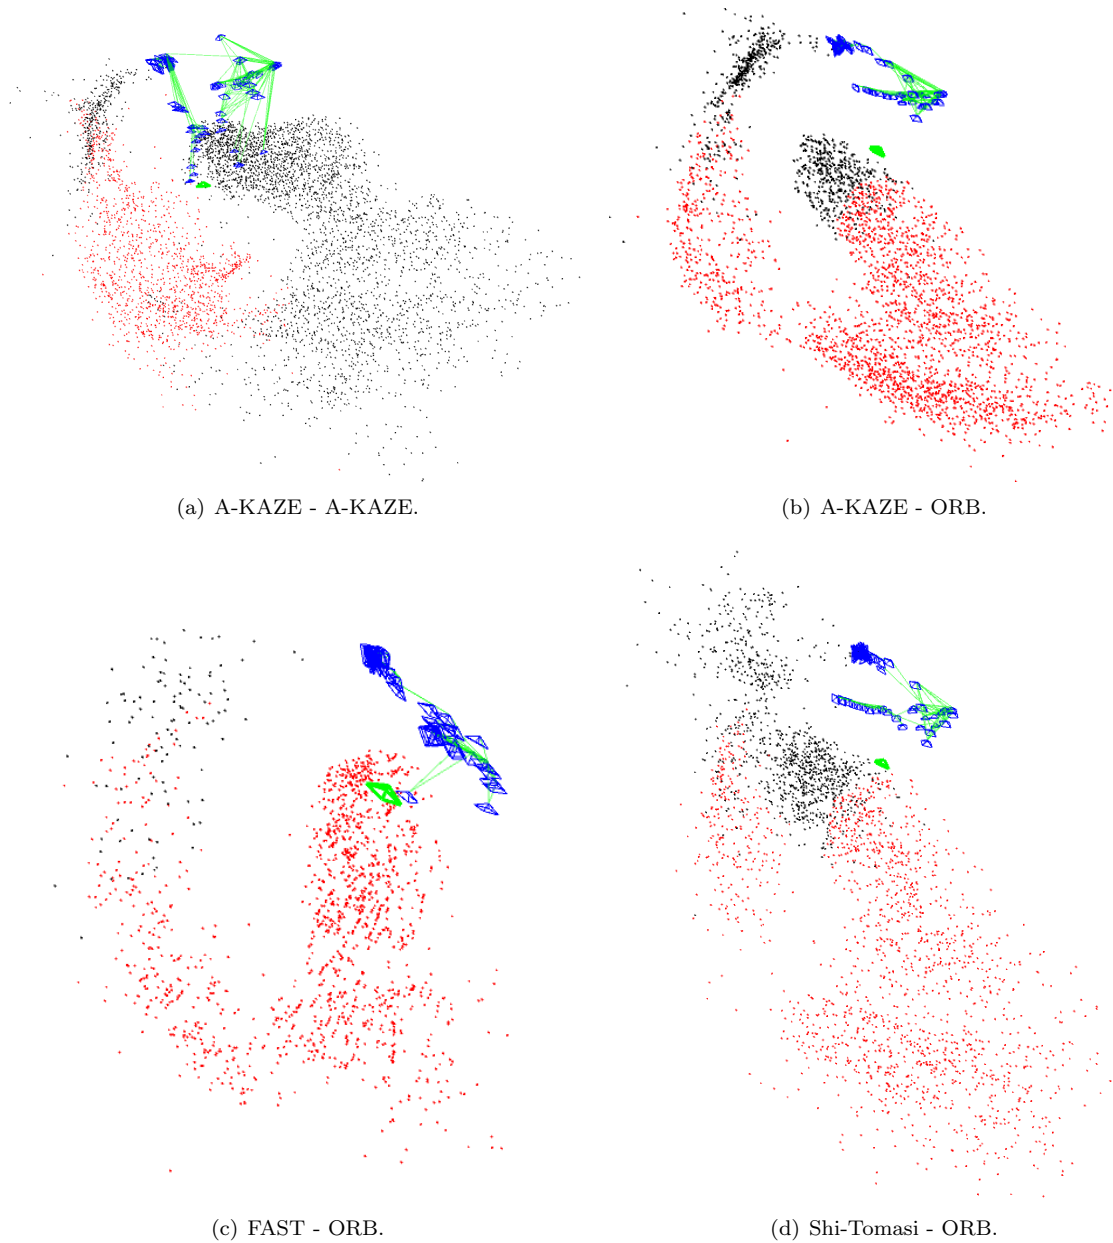 (a) A-KAZE - A-KAZE.
(b) A-KAZE - ORB.
(c) FAST - ORB.
(d) Shi-Tomasi - ORB.